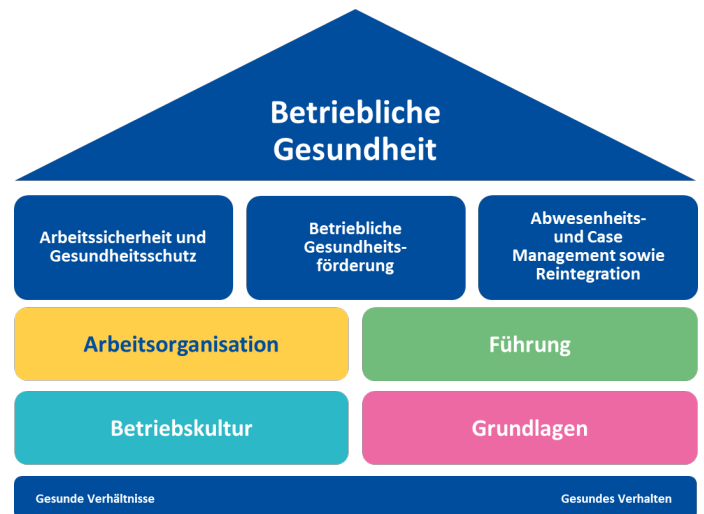 Betriebliche
Gesundheit
Arbeitssicherheit und
Gesundheitsschutz
Betriebliche
Gesundheits-
förderung
Abwesenheits-
und Case
Management sowie
Reintegration
Arbeitsorganisation
Führung
Betriebskultur
Grundlagen
Gesunde Verhältnisse
Gesundes Verhalten